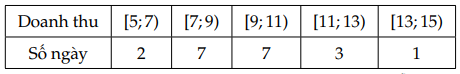 Doanh thu [5; 7) [7; 9) [9; 11) [11; 13) [13; 15)
Số ngày 2 7 7 3 1